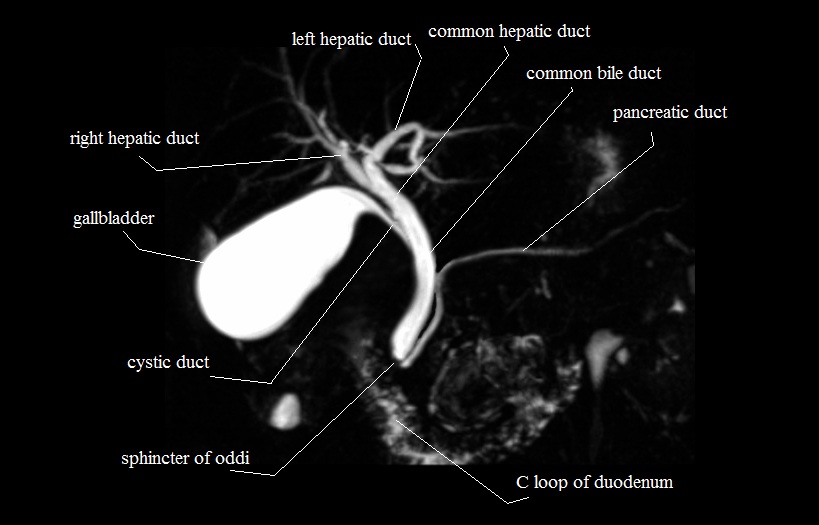 left hepatic duct
common hepatic duct
common bile duct
pancreatic duct
right hepatic duct
gallbladder
cystic duct
sphincter of oddi
C loop of duodenum